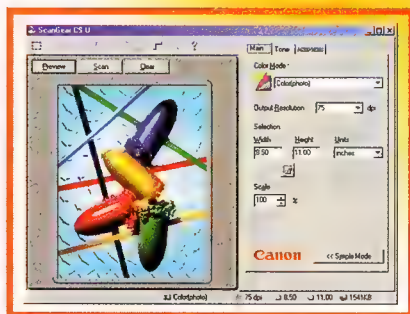 ScanGear CS U
Main Tone
Preview Scan Clear
Color Mode :
Color(photo)
Output Resolution: 75 dpi
Selection
Width Height Units
8.50 11.00 inches
Scale
100 %
Canon << Simple Mode
Color(photo) 75 dpi 8.50 11.00 1541KB